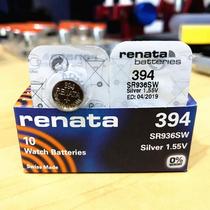 renata
batteries
394
SR936SW
Silver 1.55V
ED: 04/2019
renata
394
SR936SW
Silver 1.55V
10
Watch Batteries
Swiss Made
0%